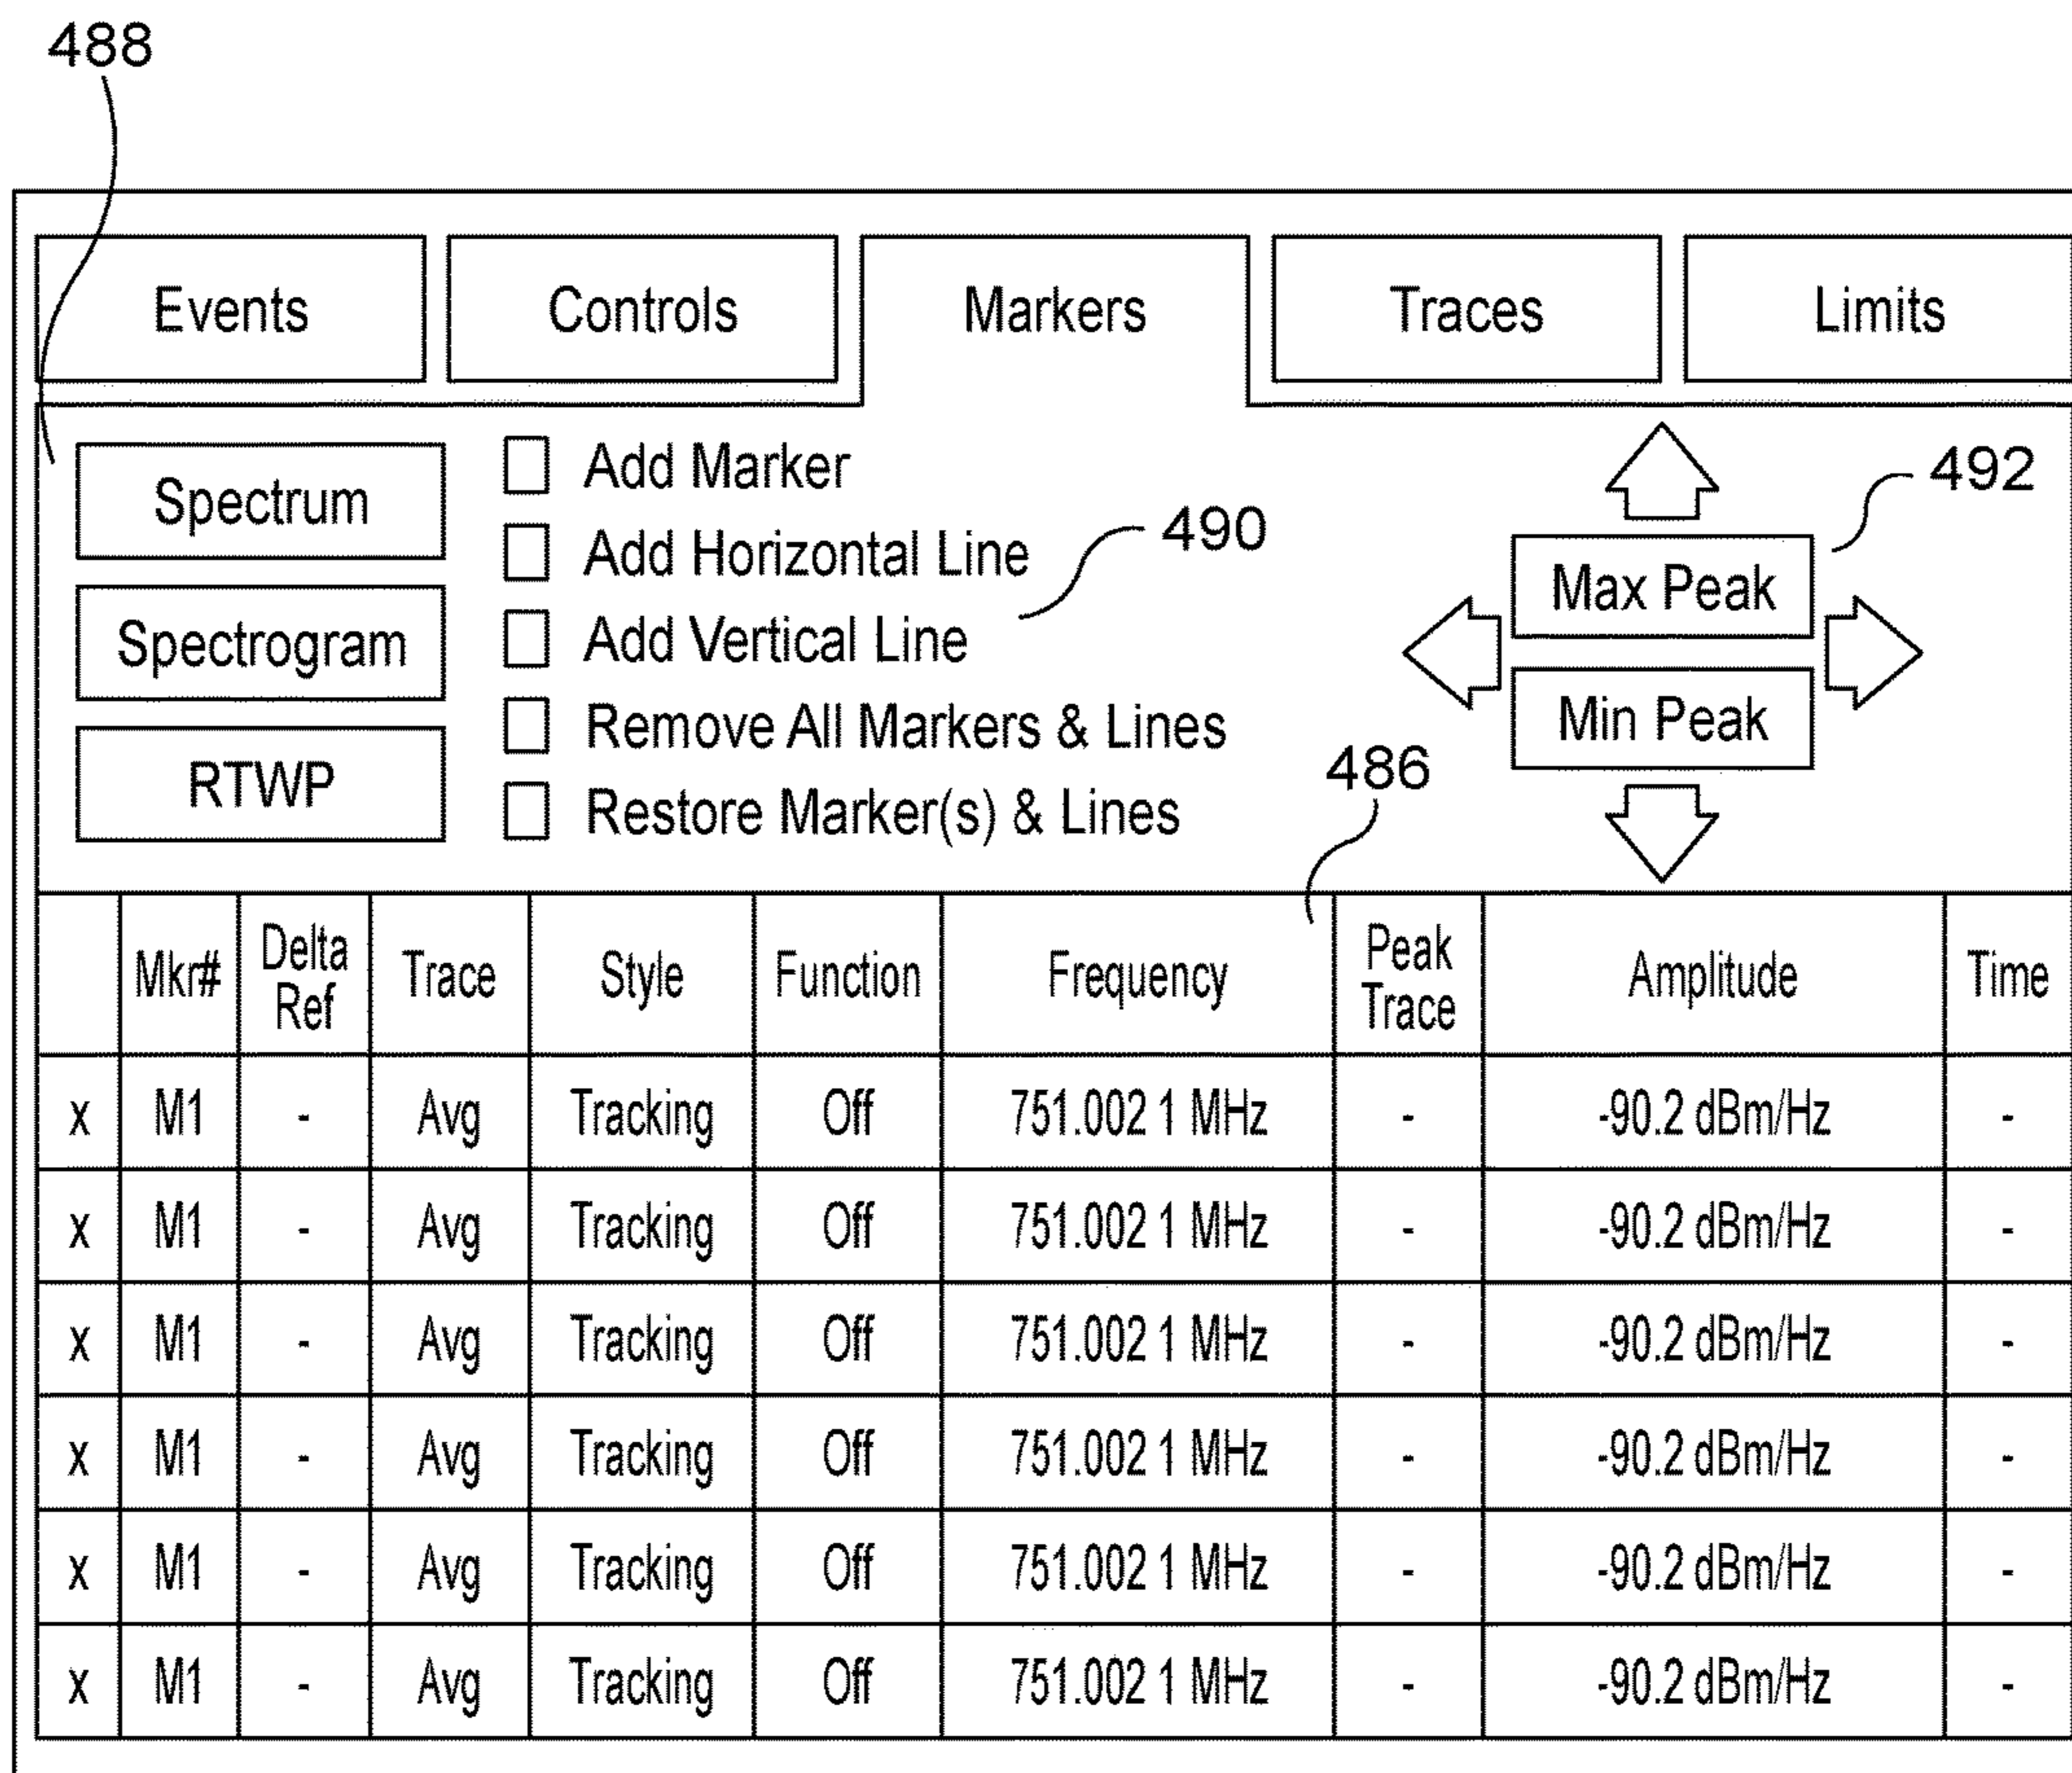 488
Events Controls Markers Traces Limits
Spectrum
Spectrogram
RTWP
Add Marker
Add Horizontal Line
Add Vertical Line
Remove All Markers & Lines
Restore Marker(s) & Lines
490
492
Max Peak
Min Peak
486
Mkr# Delta Ref Trace Style Function Frequency Peak Trace Amplitude Time
x M1 - Avg Tracking Off 751.002 1 MHz - -90.2 dBm/Hz -
x M1 - Avg Tracking Off 751.002 1 MHz - -90.2 dBm/Hz -
x M1 - Avg Tracking Off 751.002 1 MHz - -90.2 dBm/Hz -
x M1 - Avg Tracking Off 751.002 1 MHz - -90.2 dBm/Hz -
x M1 - Avg Tracking Off 751.002 1 MHz - -90.2 dBm/Hz -
x M1 - Avg Tracking Off 751.002 1 MHz - -90.2 dBm/Hz -